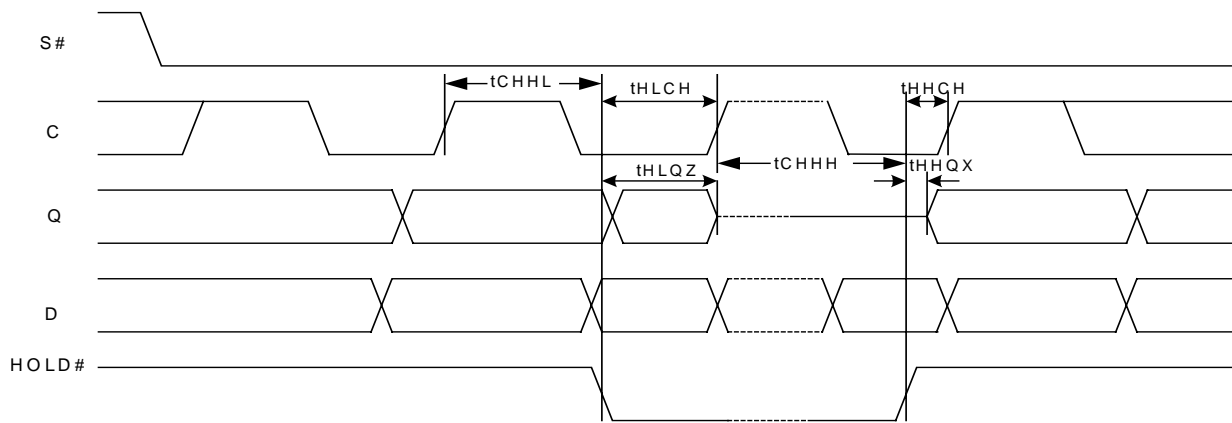 S#
tCHHL
tHLCH
tHHCH
C
tHLQZ
tCHHH
tHHQX
Q
D
HOLD#